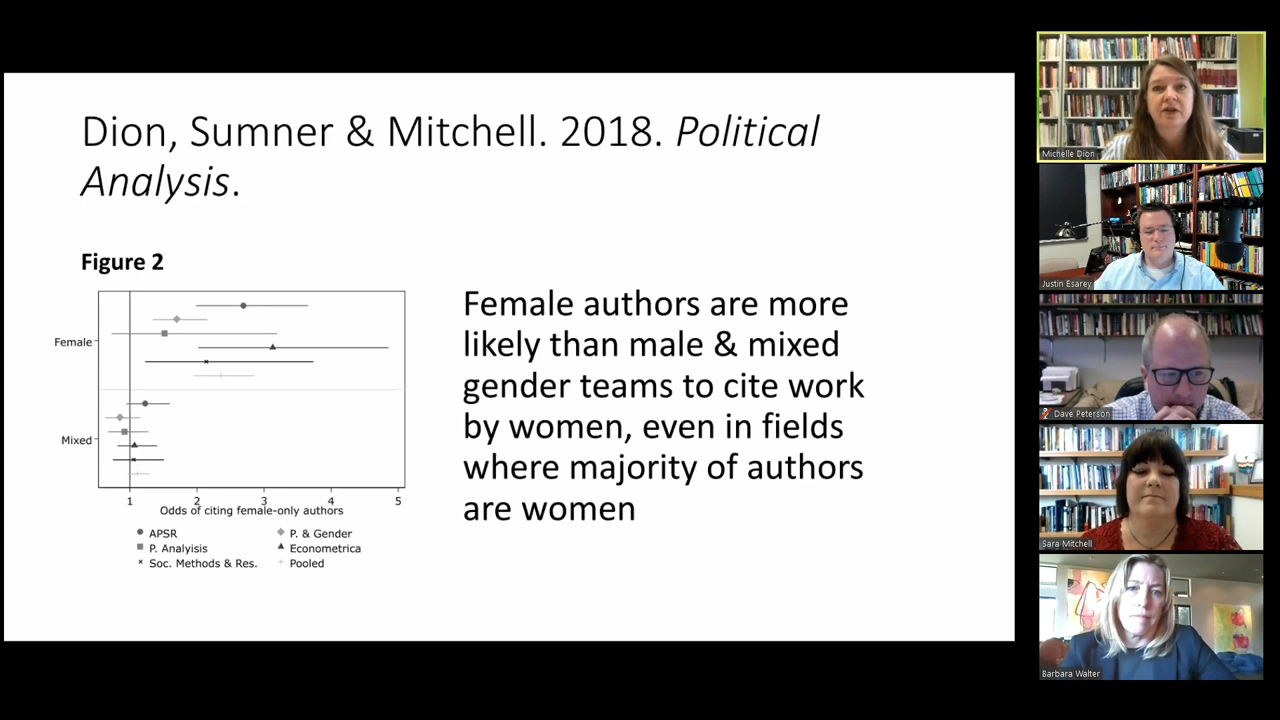 Dion, Sumner & Mitchell. 2018. Political
Analysis.
Figure 2
Female
Mixed
1 2 3 4 5
Odds of citing female-only authors
APSR
P. & Gender
P. Analyisis
Econometrica
Soc. Methods & Res.
Pooled
Female authors are more
likely than male & mixed
gender teams to cite work
by women, even in fields
where majority of authors
are women
Michelle Dion
Justin Esarey
Dave Peterson
Sara Mitchell
Barbara Walter